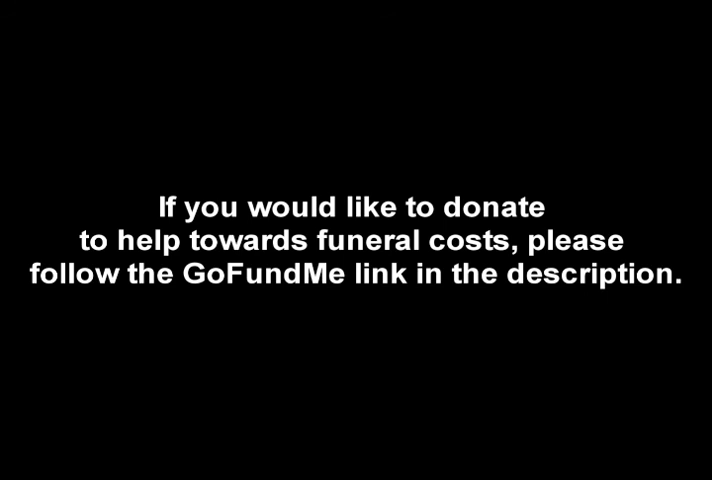 If you would like to donate
to help towards funeral costs, please
follow the GoFundMe link in the description.